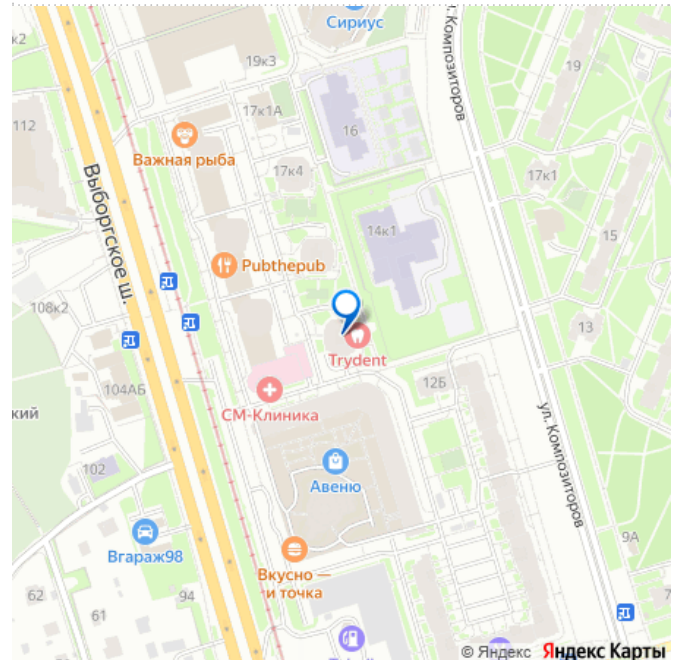 к2
Сириус
ул. Композиторов
19к3
19
17к1А
112
16
Важная рыба
17к4
17к1
Выборгское ш.
14к1
15
Pubthepub
108к2
13
Trydent
104АБ
12Б
СМ-Клиника
кий
ул. Композиторов
102
Авеню
Вгараж98
9А
Вкусно —
и точка
62
94
61
7
© Яндекс Яндекс Карты